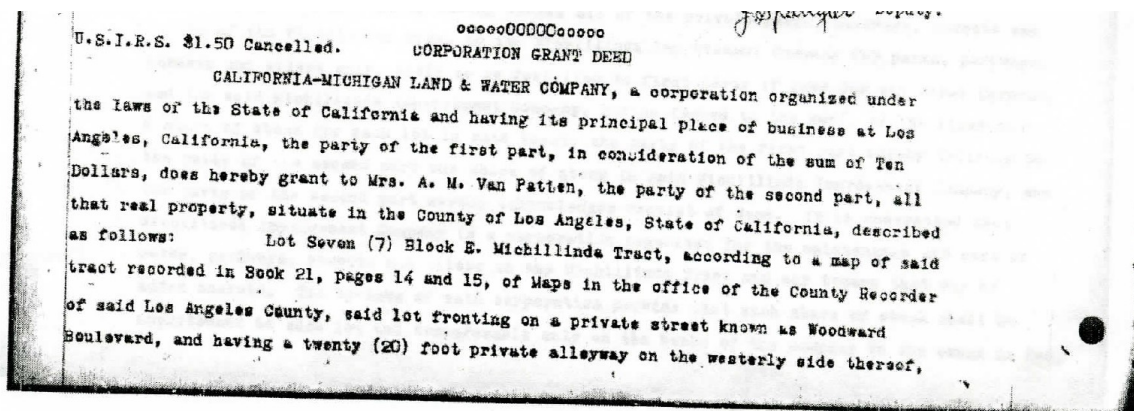 Deputy.
oooooOOOOOooooo
U.S.I.R.S. $1.50 Cancelled.
CORPORATION GRANT DEED
CALIFORNIA-MICHIGAN LAND & WATER COMPANY, a corporation organized under
the laws of the State of California and having its principal place of business at Los
Angeles, California, the party of the first part, in consideration of the sum of Ten
Dollars, does hereby grant to Mrs. A. M. Van Patten, the party of the second part, all
that real property, situate in the County of Los Angeles, State of California, described
as follows: Lot Seven (7) Block E. Michillinda Tract, according to a map of said
tract recorded in Book 21, pages 14 and 15, of Maps in the office of the County Recorder
of said Los Angeles County, said lot fronting on a private street known as Woodward
Boulevard, and having a twenty (20) foot private alleyway on the westerly side thereof,